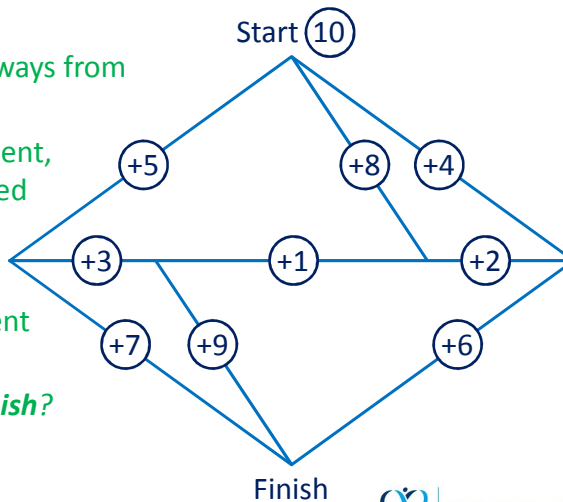 Start 10
ways from
ent,
ed
+5
+8
+4
+3
+1
+2
ent
+7
+9
+6
ish?
Finish